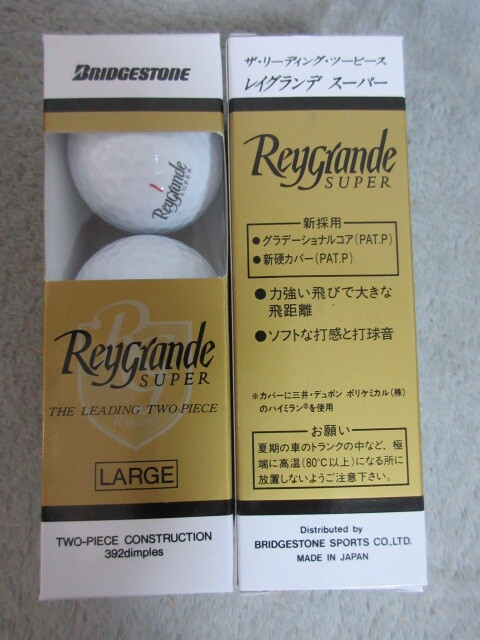 BRIDGESTONE
Reygrande
SUPER
Reygrande
SUPER
THE LEADING TWO-PIECE
LARGE
TWO-PIECE CONSTRUCTION
392dimples
ザ・リーディング・ツーピース
レイグランデ スーパー
Reygrande
SUPER
新採用
●グラデーショナルコア(PAT.P)
●新硬カバー(PAT.P)
●力強い飛びで大きな
飛距離
●ソフトな打感と打球音
※カバーに三井・デュポン ポリケミカル(株)
のハイミラン®を使用
お願い
夏期の車のトランクの中など、極
端に高温(80℃以上)になる所に
放置しないようご注意下さい。
Distributed by
BRIDGESTONE SPORTS CO.,LTD.
MADE IN JAPAN